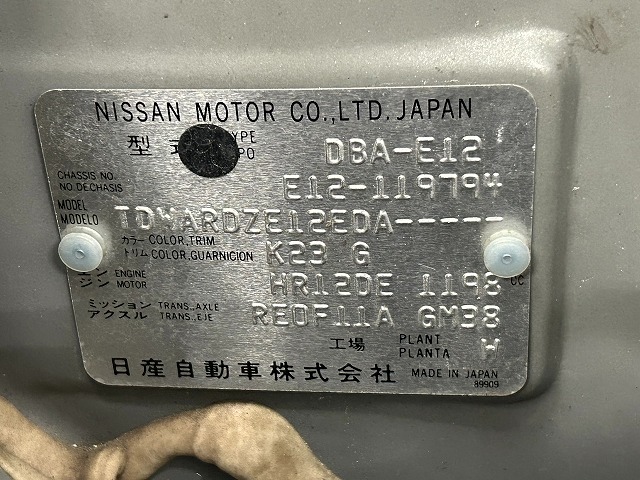 NISSAN MOTOR CO.,LTD. JAPAN
型 DBA-E12
CHASSIS NO.
NO.DECHASIS E12-119794
MODEL
MODELO TDWARDZE12EDA-----
カラー COLOR,TRIM
トリム COLOR,GUARNICION K23 G
エンジン ENGINE
MOTOR HR12DE 1198 CC
ミッション TRANS.,AXLE
アクスル TRANS.,EJE RE0F11A GM38
工場 PLANT
PLANTA W
日産自動車株式会社 MADE IN JAPAN
89909